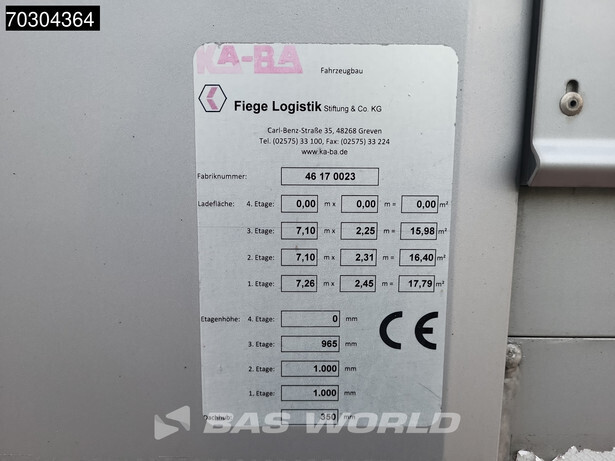 70304364
KA-BA Fahrzeugbau
Fiege Logistik Stiftung & Co. KG
Carl-Benz-Straße 35, 48268 Greven
Tel. (02575) 33 100, Fax: (02575) 33 224
www.ka-ba.de
Fabriknummer: 46 17 0023
Ladefläche: 4. Etage: 0,00 m x 0,00 m = 0,00 m²
3. Etage: 7,10 m x 2,25 m = 15,98 m²
2. Etage: 7,10 m x 2,31 m = 16,40 m²
1. Etage: 7,26 m x 2,45 m = 17,79 m²
Etagenhöhe: 4. Etage: 0 mm
3. Etage: 965 mm
2. Etage: 1.000 mm
1. Etage: 1.000 mm
Dachhub: 350 mm
CE
BAS WORLD